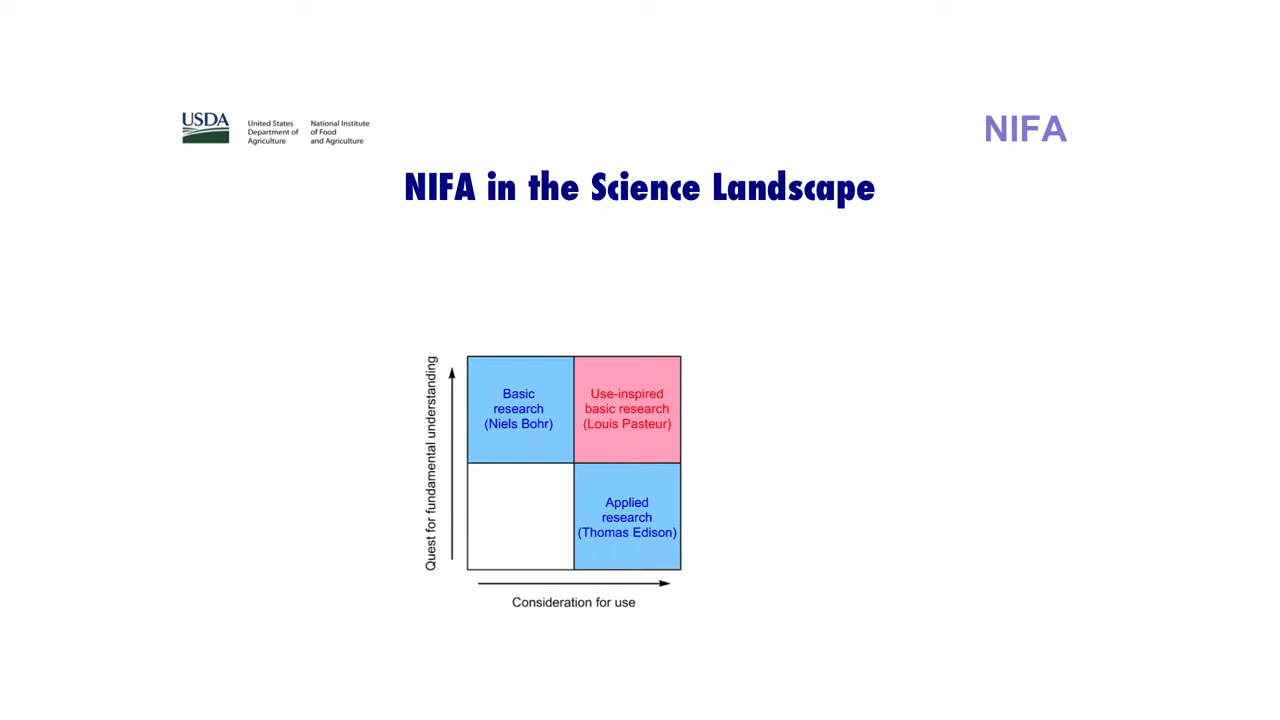 USDA
United States
Department of
Agriculture
National Institute
of Food
and Agriculture
NIFA
NIFA in the Science Landscape
Quest for fundamental understanding
Basic
research
(Niels Bohr)
Use-inspired
basic research
(Louis Pasteur)
Applied
research
(Thomas Edison)
Consideration for use